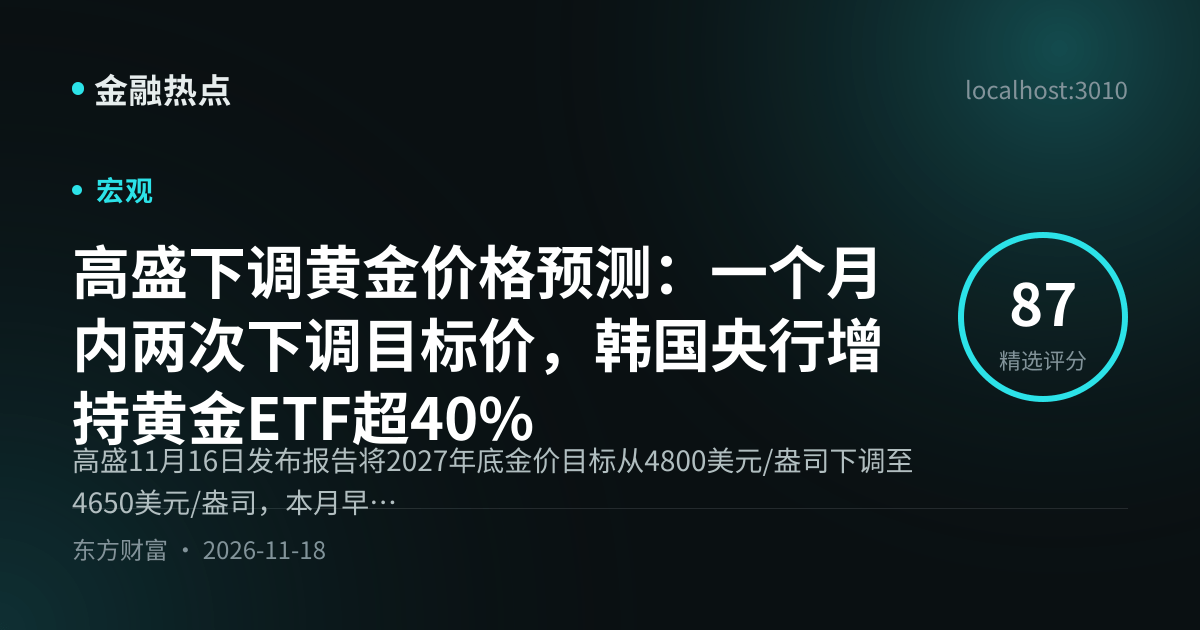 金融热点
localhost:3010
宏观
高盛下调黄金价格预测：一个月
内两次下调目标价，韩国央行增
持黄金ETF超40%
87
精选评分
高盛11月16日发布报告将2027年底金价目标从4800美元/盎司下调至
4650美元/盎司，本月早…
东方财富 · 2026-11-18